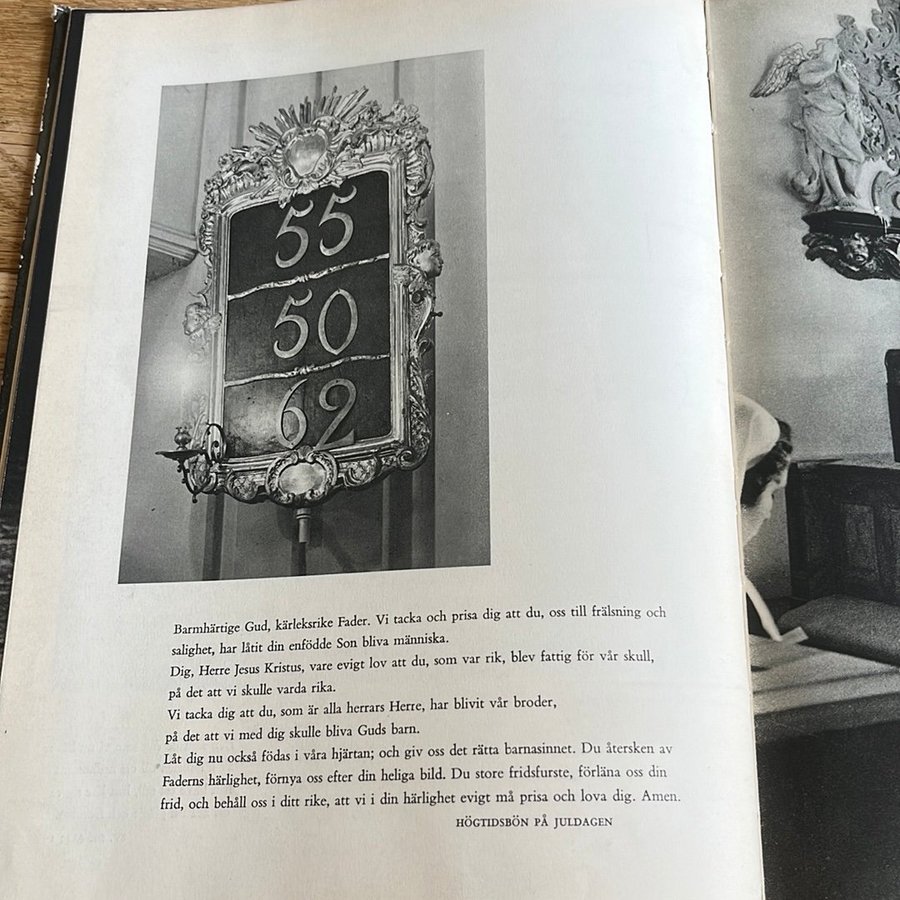 55
50
62
Barmhärtige Gud, kärleksrike Fader. Vi tacka och prisa dig att du, oss till frälsning och
salighet, har låtit din enfödde Son bliva människa.
Dig, Herre Jesus Kristus, vare evigt lov att du, som var rik, blev fattig för vår skull,
på det att vi skulle varda rika.
Vi tacka dig att du, som är alla herrars Herre, har blivit vår broder,
på det att vi med dig skulle bliva Guds barn.
Låt dig nu också födas i våra hjärtan; och giv oss det rätta barnasinnet. Du återsken av
Faderns härlighet, förnya oss efter din heliga bild. Du store fridsfurste, förläna oss din
frid, och behåll oss i ditt rike, att vi i din härlighet evigt må prisa och lova dig. Amen.
HÖGTIDSBÖN PÅ JULDAGEN